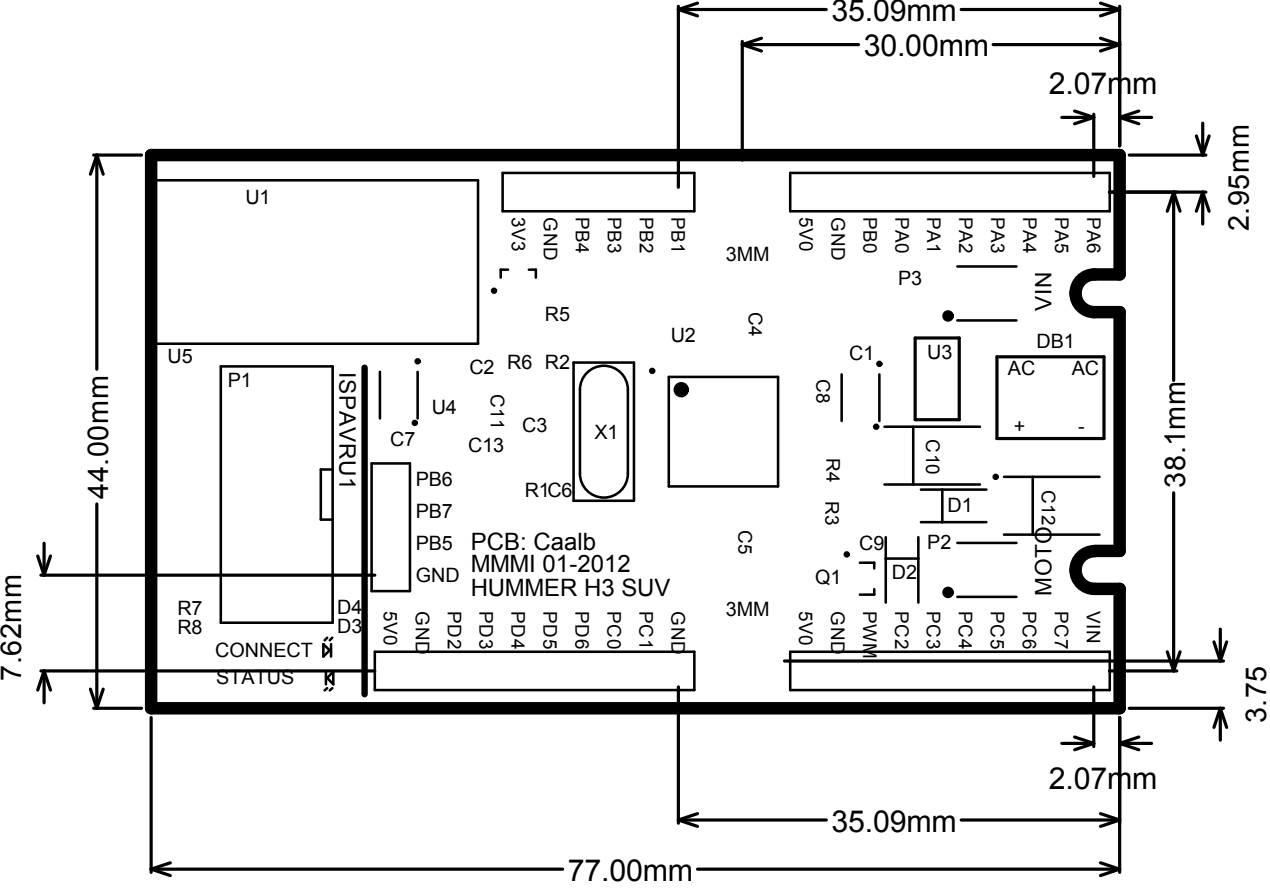 35.09mm
30.00mm
2.07mm
2.95mm
U1
3V3
GND
PB4
PB3
PB2
PB1
5V0
GND
PB0
PA0
PA1
PA2
PA3
PA4
PA5
PA6
3MM
P3
VIN
R5
C4
U2
U5
C2
R6
R2
C1
U3
DB1
P1
ISPAVRU1
AC
AC
U4
C11
C3
C8
C7
C13
X1
+
-
C10
44.00mm
38.1mm
PB6
R1
C6
R4
PB7
R3
D1
C12
PB5
PCB: Caalb
MMMI 01-2012
HUMMER H3 SUV
C5
C9
P2
MOTO
GND
Q1
D2
7.62mm
R7
R8
D4
D3
3MM
5V0
GND
PD2
PD3
PD4
PD5
PD6
PC0
PC1
GND
5V0
GND
PWM
PC2
PC3
PC4
PC5
PC6
PC7
VIN
CONNECT
STATUS
3.75
2.07mm
35.09mm
77.00mm